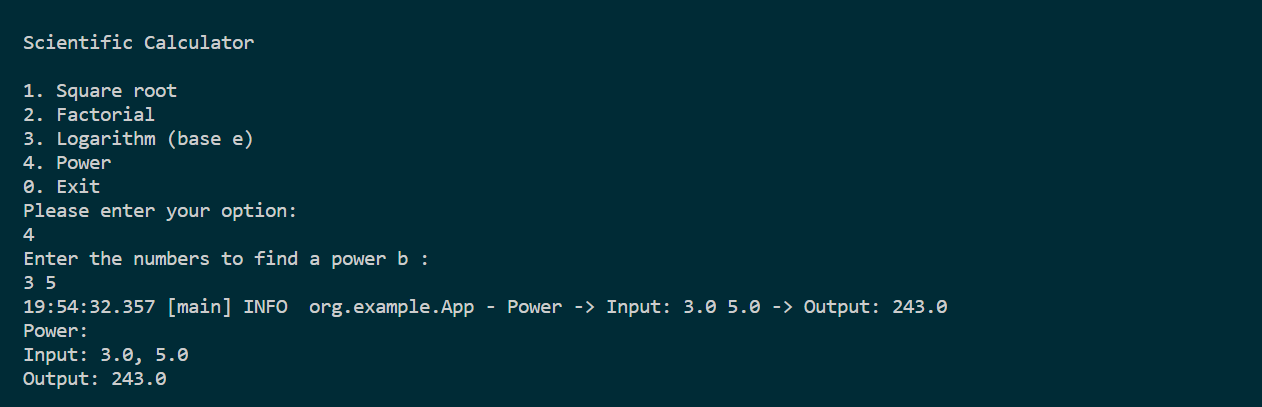 Scientific Calculator
1. Square root
2. Factorial
3. Logarithm (base e)
4. Power
0. Exit
Please enter your option:
4
Enter the numbers to find a power b :
3 5
19:54:32.357 [main] INFO  org.example.App - Power -> Input: 3.0 5.0 -> Output: 243.0
Power:
Input: 3.0, 5.0
Output: 243.0